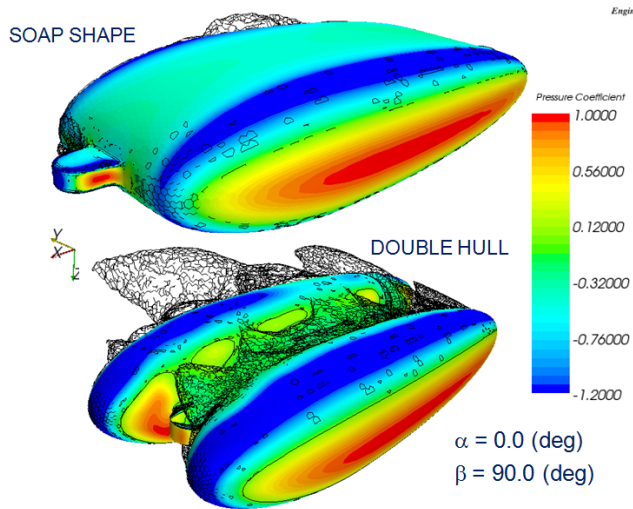 Engin
SOAP SHAPE
Pressure Coefficient
1.0000
0.56000
0.12000
-0.32000
-0.76000
-1.2000
Y
X
Z
DOUBLE HULL
α = 0.0 (deg)
β = 90.0 (deg)